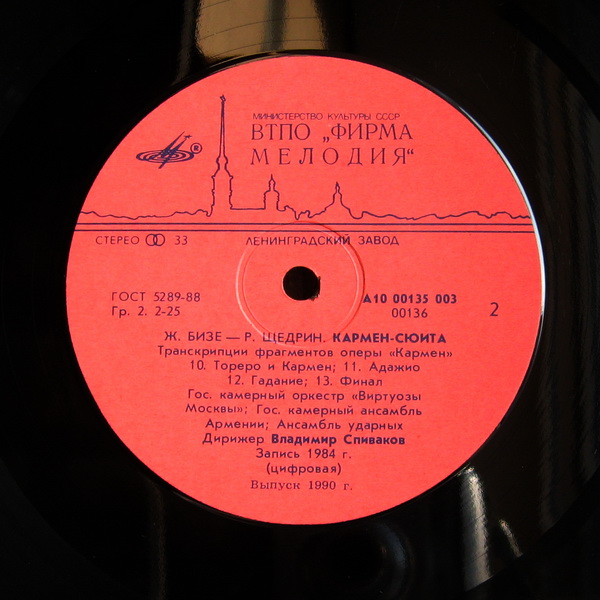 МИНИСТЕРСТВО КУЛЬТУРЫ СССР
ВТПО „ФИРМА
МЕЛОДИЯ“
®
СТЕРЕО 33
ЛЕНИНГРАДСКИЙ ЗАВОД
ГОСТ 5289-88
Гр. 2. 2-25
А10 00135 003
00136
2
Ж. БИЗЕ — Р. ЩЕДРИН. КАРМЕН-СЮИТА
Транскрипции фрагментов оперы «Кармен»
10. Тореро и Кармен; 11. Адажио
12. Гадание; 13. Финал
Гос. камерный оркестр «Виртуозы
Москвы»; Гос. камерный ансамбль
Армении; Ансамбль ударных
Дирижер Владимир Спиваков
Запись 1984 г.
(цифровая)
Выпуск 1990 г.